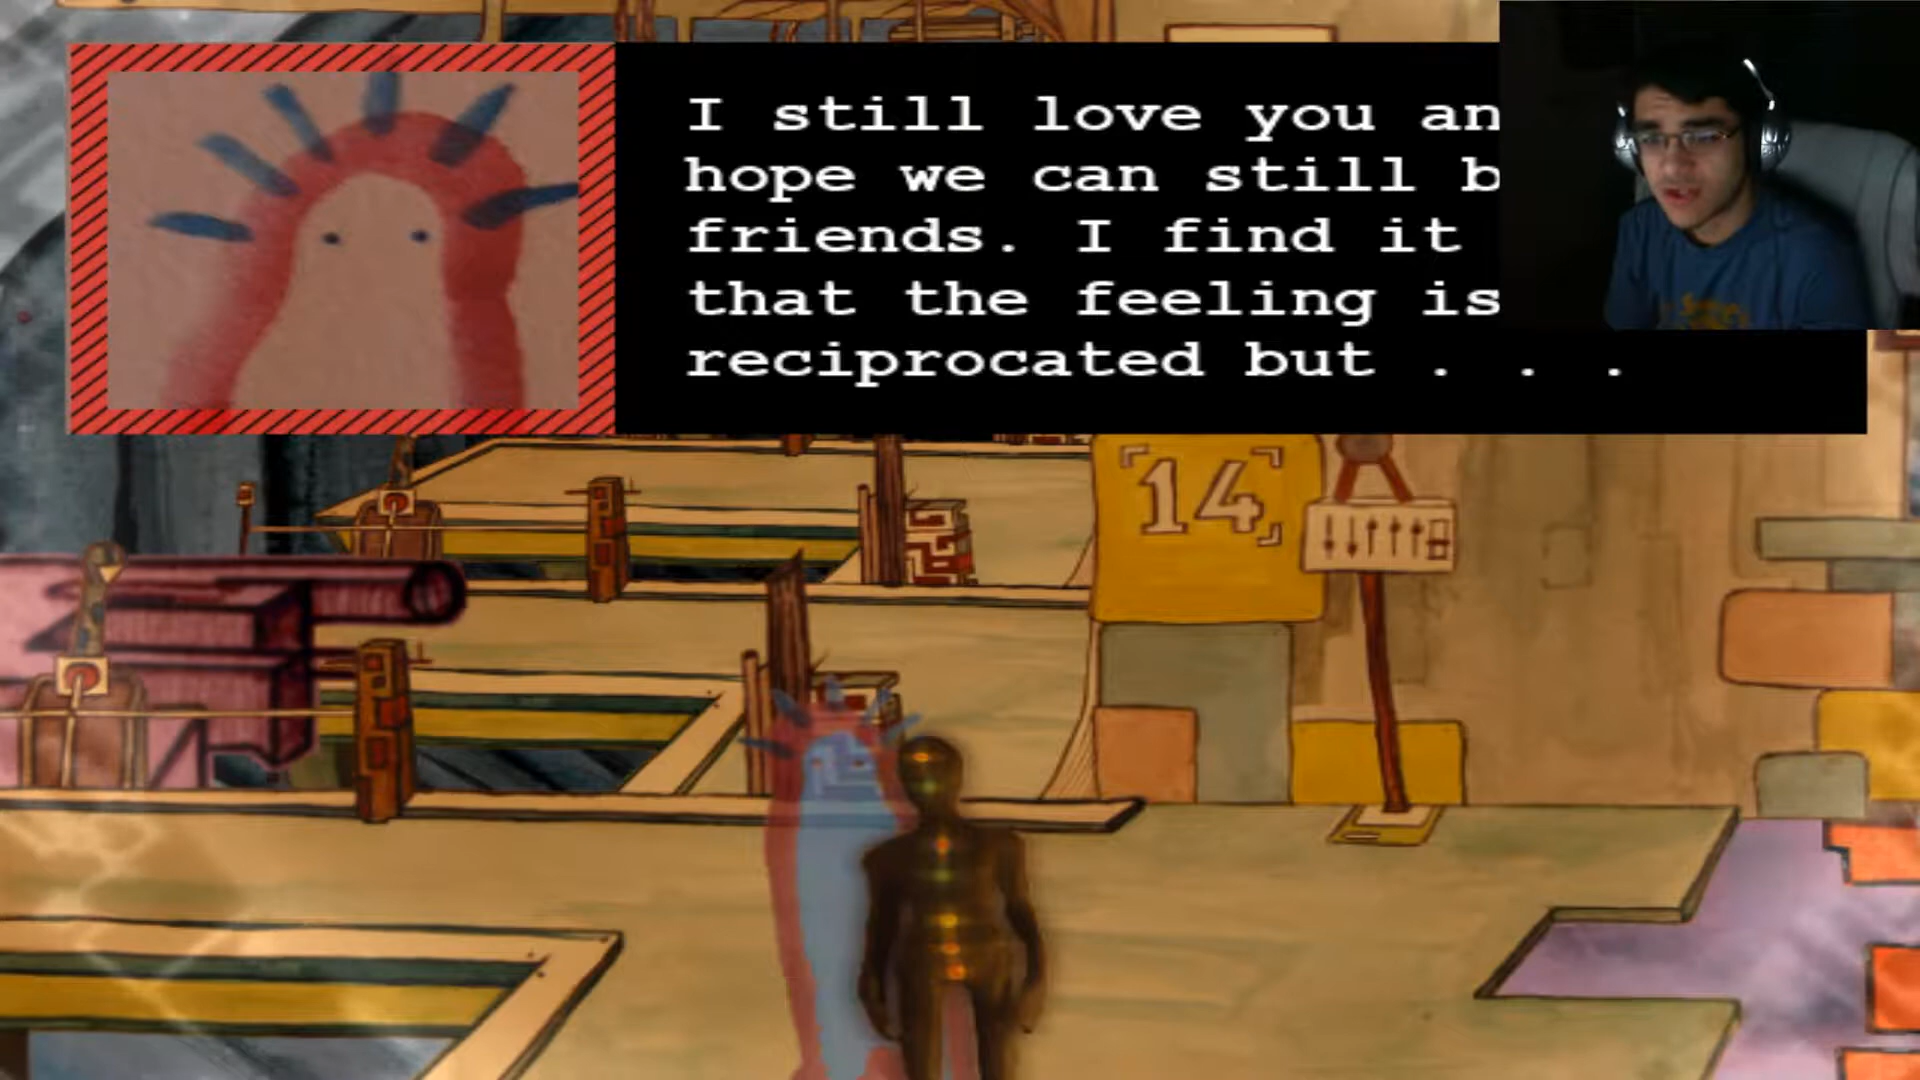 I still love you an
hope we can still b
friends. I find it
that the feeling is
reciprocated but . . .
14